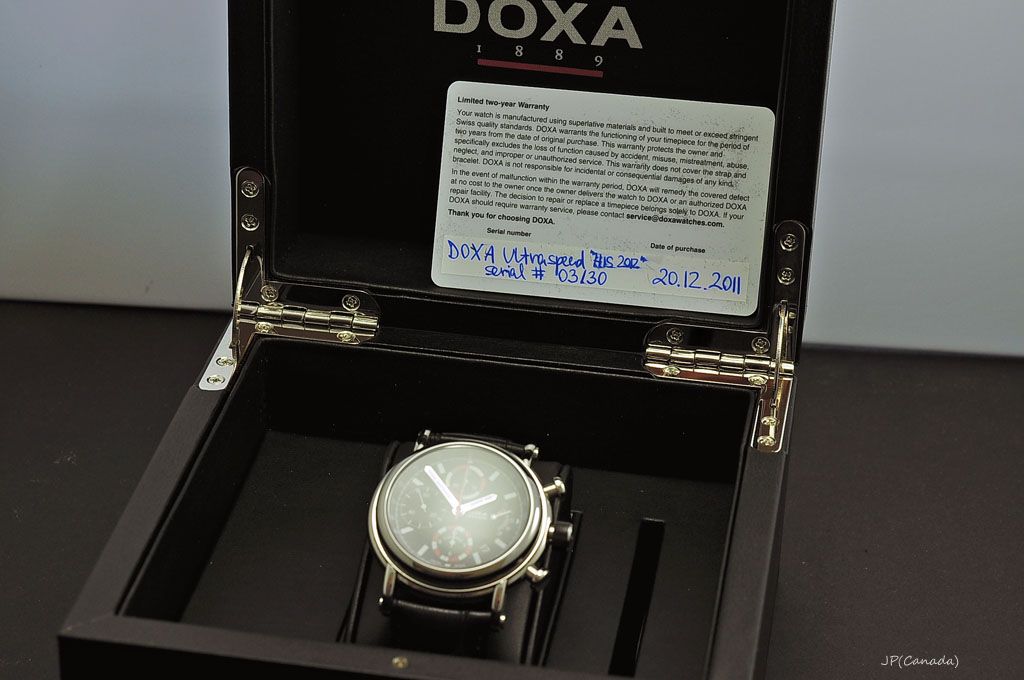 DOXA
1889
Limited two-year Warranty
Your watch is manufactured using superlative materials and built to meet or exceed stringent
Swiss quality standards. DOXA warrants the functioning of your timepiece for the period of
two years from the date of original purchase. This warranty protects the owner and
specifically excludes the loss of function caused by accident, misuse, mistreatment, abuse,
neglect, and improper or unauthorized service. This warranty does not cover the strap and
bracelet. DOXA is not responsible for incidental or consequential damages of any kind.
In the event of malfunction within the warranty period, DOXA will remedy the covered defect
at no cost to the owner once the owner delivers the watch to DOXA or an authorized DOXA
repair facility. The decision to repair or replace a timepiece belongs solely to DOXA. If your
DOXA should require warranty service, please contact service@doxawatches.com.
Thank you for choosing DOXA.
Serial number Date of purchase
DOXA Ultraspeed 2012"
serial # 03/30 20.12.2011
JP(Canada)